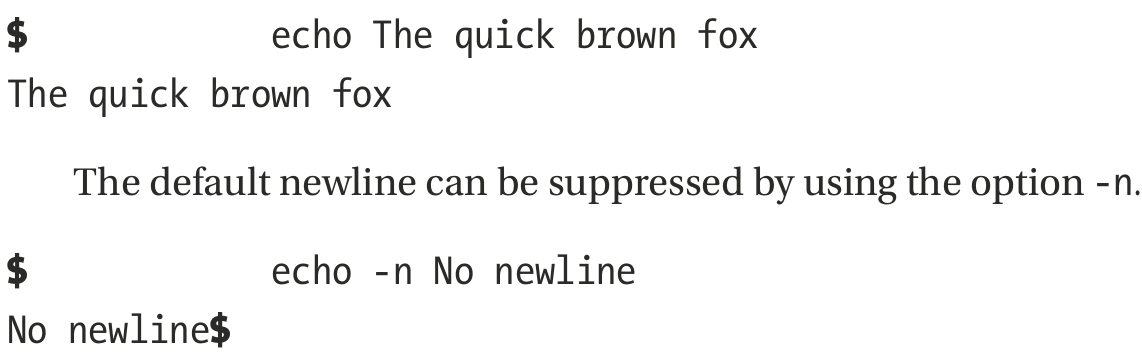 $ echo The quick brown fox
The quick brown fox
The default newline can be suppressed by using the option -n.
$ echo -n No newline
No newline$